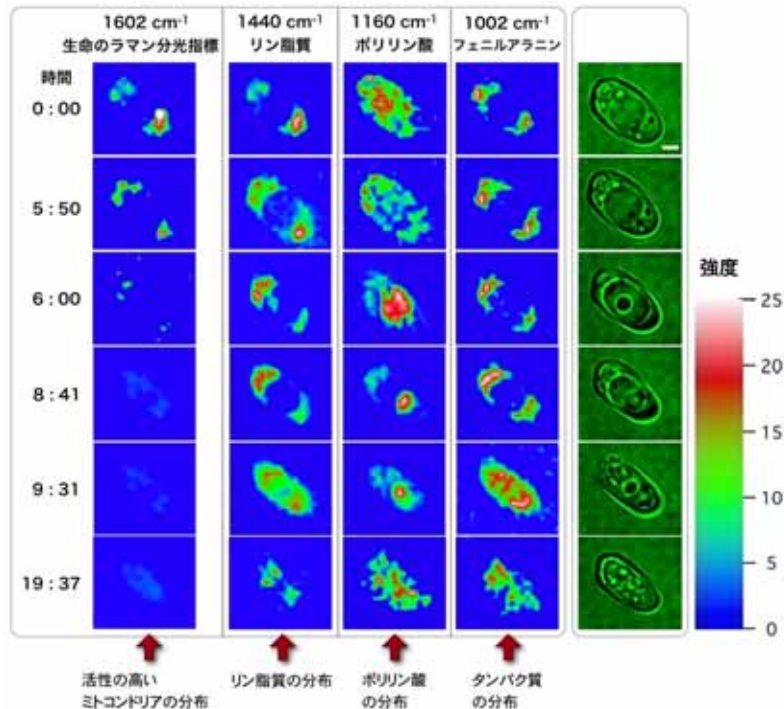 1602 cm⁻¹
生命のラマン分光指標
1440 cm⁻¹
リン脂質
1160 cm⁻¹
ポリリン酸
1002 cm⁻¹
フェニルアラニン
時間
0 : 00
5 : 50
6 : 00
8 : 41
9 : 31
19 : 37
強度
25
20
15
10
5
0
活性の高い
ミトコンドリアの分布
リン脂質の分布
ポリリン酸
の分布
タンパク質
の分布